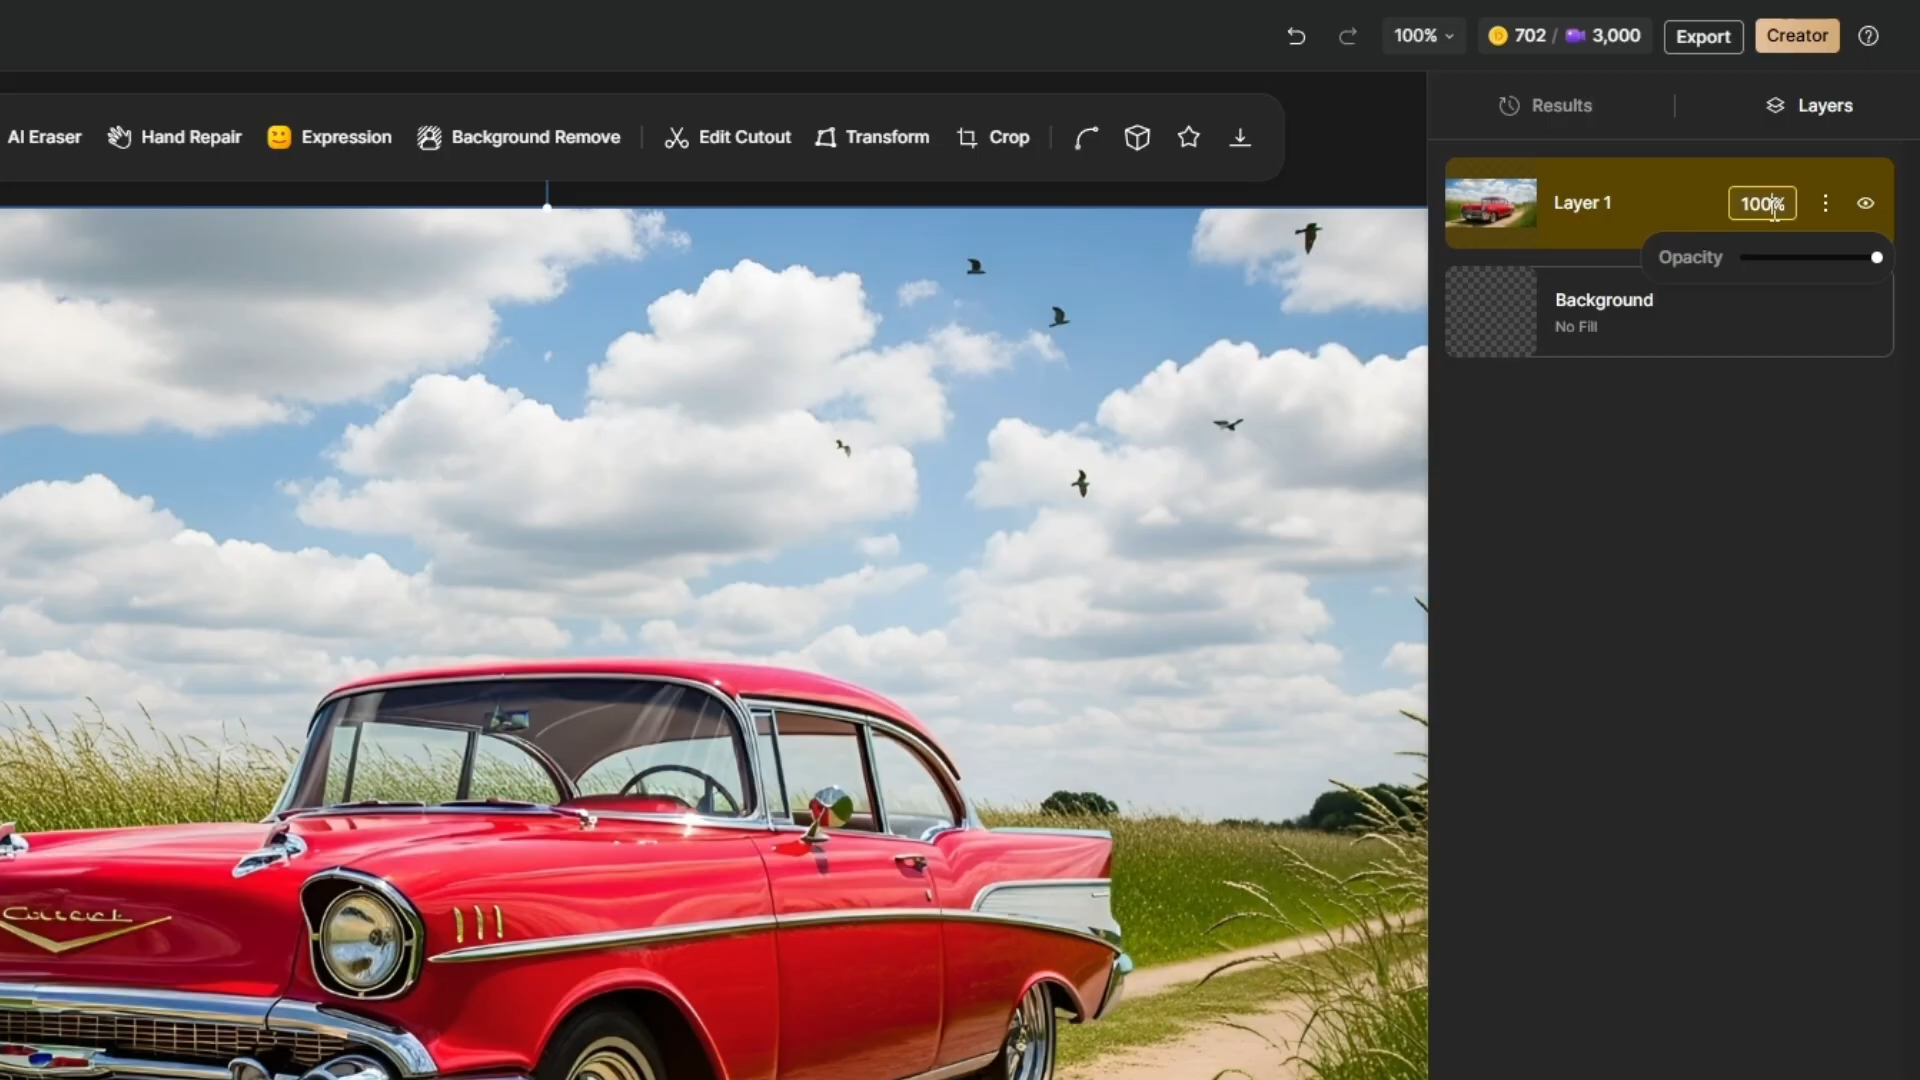 100% 702 / 3,000 Export Creator
AI Eraser Hand Repair Expression Background Remove Edit Cutout Transform Crop
Results Layers
Layer 1 100%
Opacity
Background
No Fill